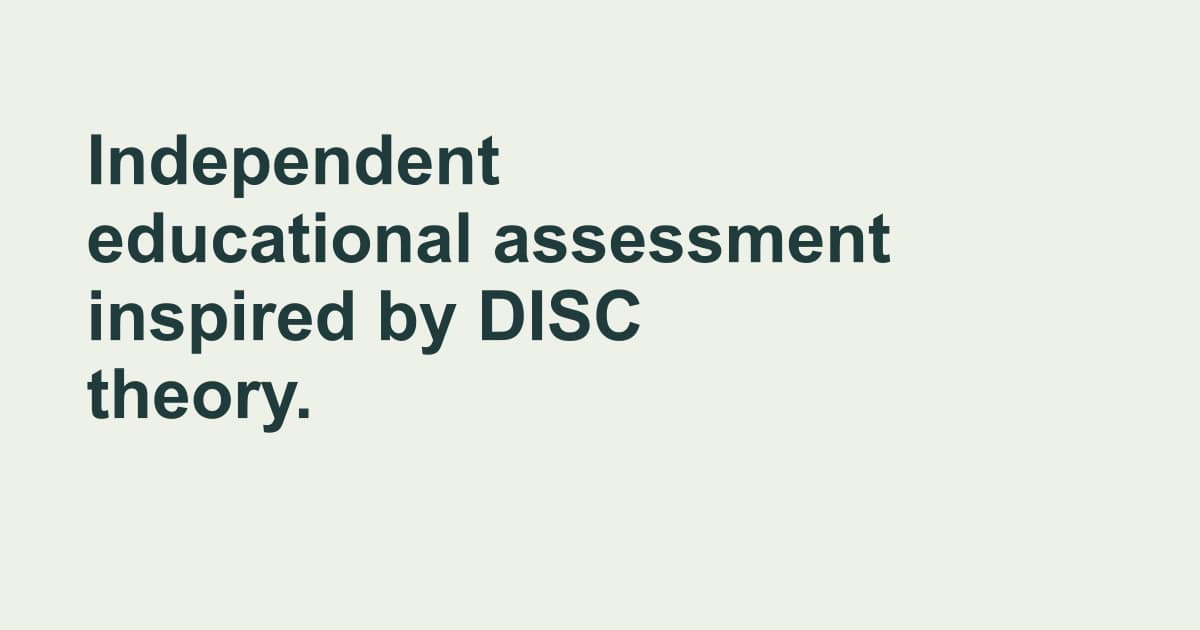 Independent
educational assessment
inspired by DISC
theory.